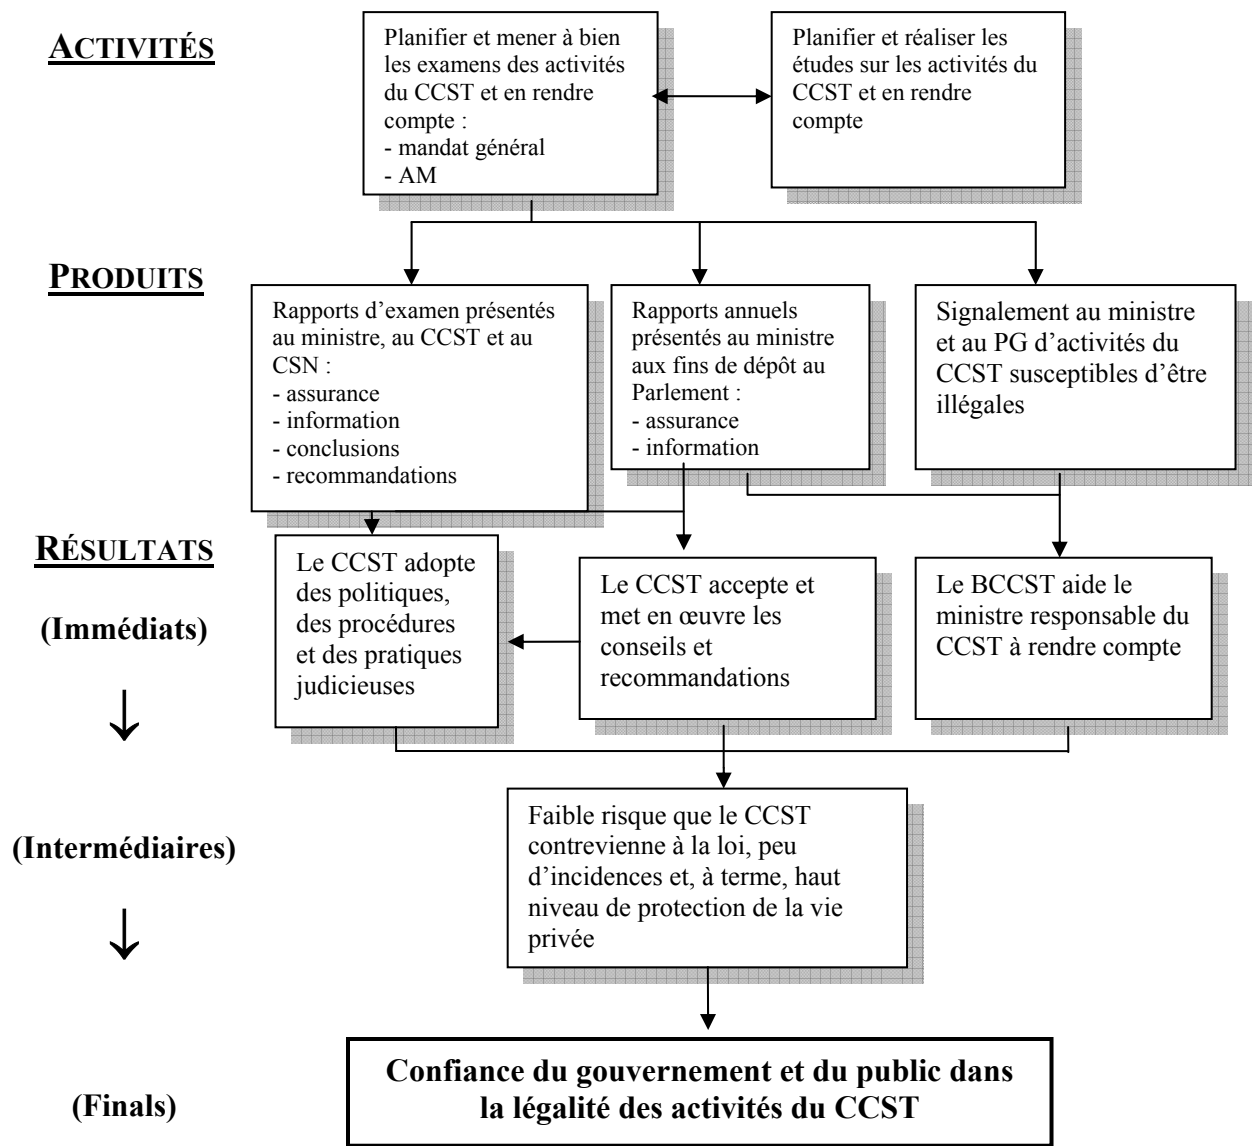 ACTIVITÉS
Planifier et mener à bien
les examens des activités
du CCST et en rendre
compte :
- mandat général
- AM
Planifier et réaliser les
études sur les activités du
CCST et en rendre
compte
PRODUITS
Rapports d’examen présentés
au ministre, au CCST et au
CSN :
- assurance
- information
- conclusions
- recommandations
Rapports annuels
présentés au ministre
aux fins de dépôt au
Parlement :
- assurance
- information
Signalement au ministre
et au PG d’activités du
CCST susceptibles d’être
illégales
RÉSULTATS
(Immédiats)
Le CCST adopte
des politiques,
des procédures
et des pratiques
judicieuses
Le CCST accepte et
met en œuvre les
conseils et
recommandations
Le BCCST aide le
ministre responsable du
CCST à rendre compte
(Intermédiaires)
Faible risque que le CCST
contrevienne à la loi, peu
d’incidences et, à terme, haut
niveau de protection de la vie
privée
(Finals)
Confiance du gouvernement et du public dans
la légalité des activités du CCST